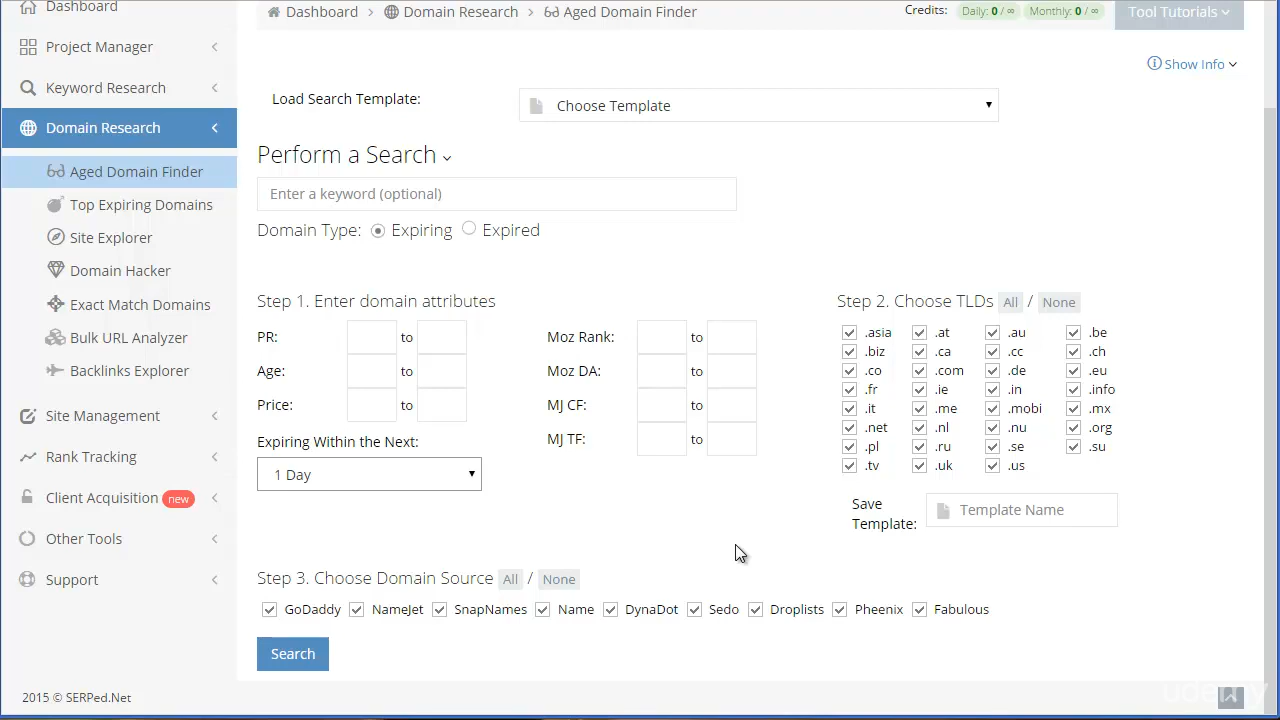 Dashboard
Project Manager
Keyword Research
Domain Research
Aged Domain Finder
Top Expiring Domains
Site Explorer
Domain Hacker
Exact Match Domains
Bulk URL Analyzer
Backlinks Explorer
Site Management
Rank Tracking
Client Acquisition new
Other Tools
Support
2015 © SERPed.Net
Dashboard > Domain Research > Aged Domain Finder
Credits: Daily: 0 / ∞ Monthly: 0 / ∞
Tool Tutorials
Show Info
Load Search Template: Choose Template
Perform a Search
Enter a keyword (optional)
Domain Type: Expiring Expired
Step 1. Enter domain attributes
PR: to
Age: to
Price: to
Expiring Within the Next:
1 Day
Moz Rank: to
Moz DA: to
MJ CF: to
MJ TF: to
Step 2. Choose TLDs All / None
.asia .at .au .be
.biz .ca .cc .ch
.co .com .de .eu
.fr .ie .in .info
.it .me .mobi .mx
.net .nl .nu .org
.pl .ru .se .su
.tv .uk .us
Save
Template: Template Name
Step 3. Choose Domain Source All / None
GoDaddy NameJet SnapNames Name DynaDot Sedo Droplists Pheenix Fabulous
Search
udemy